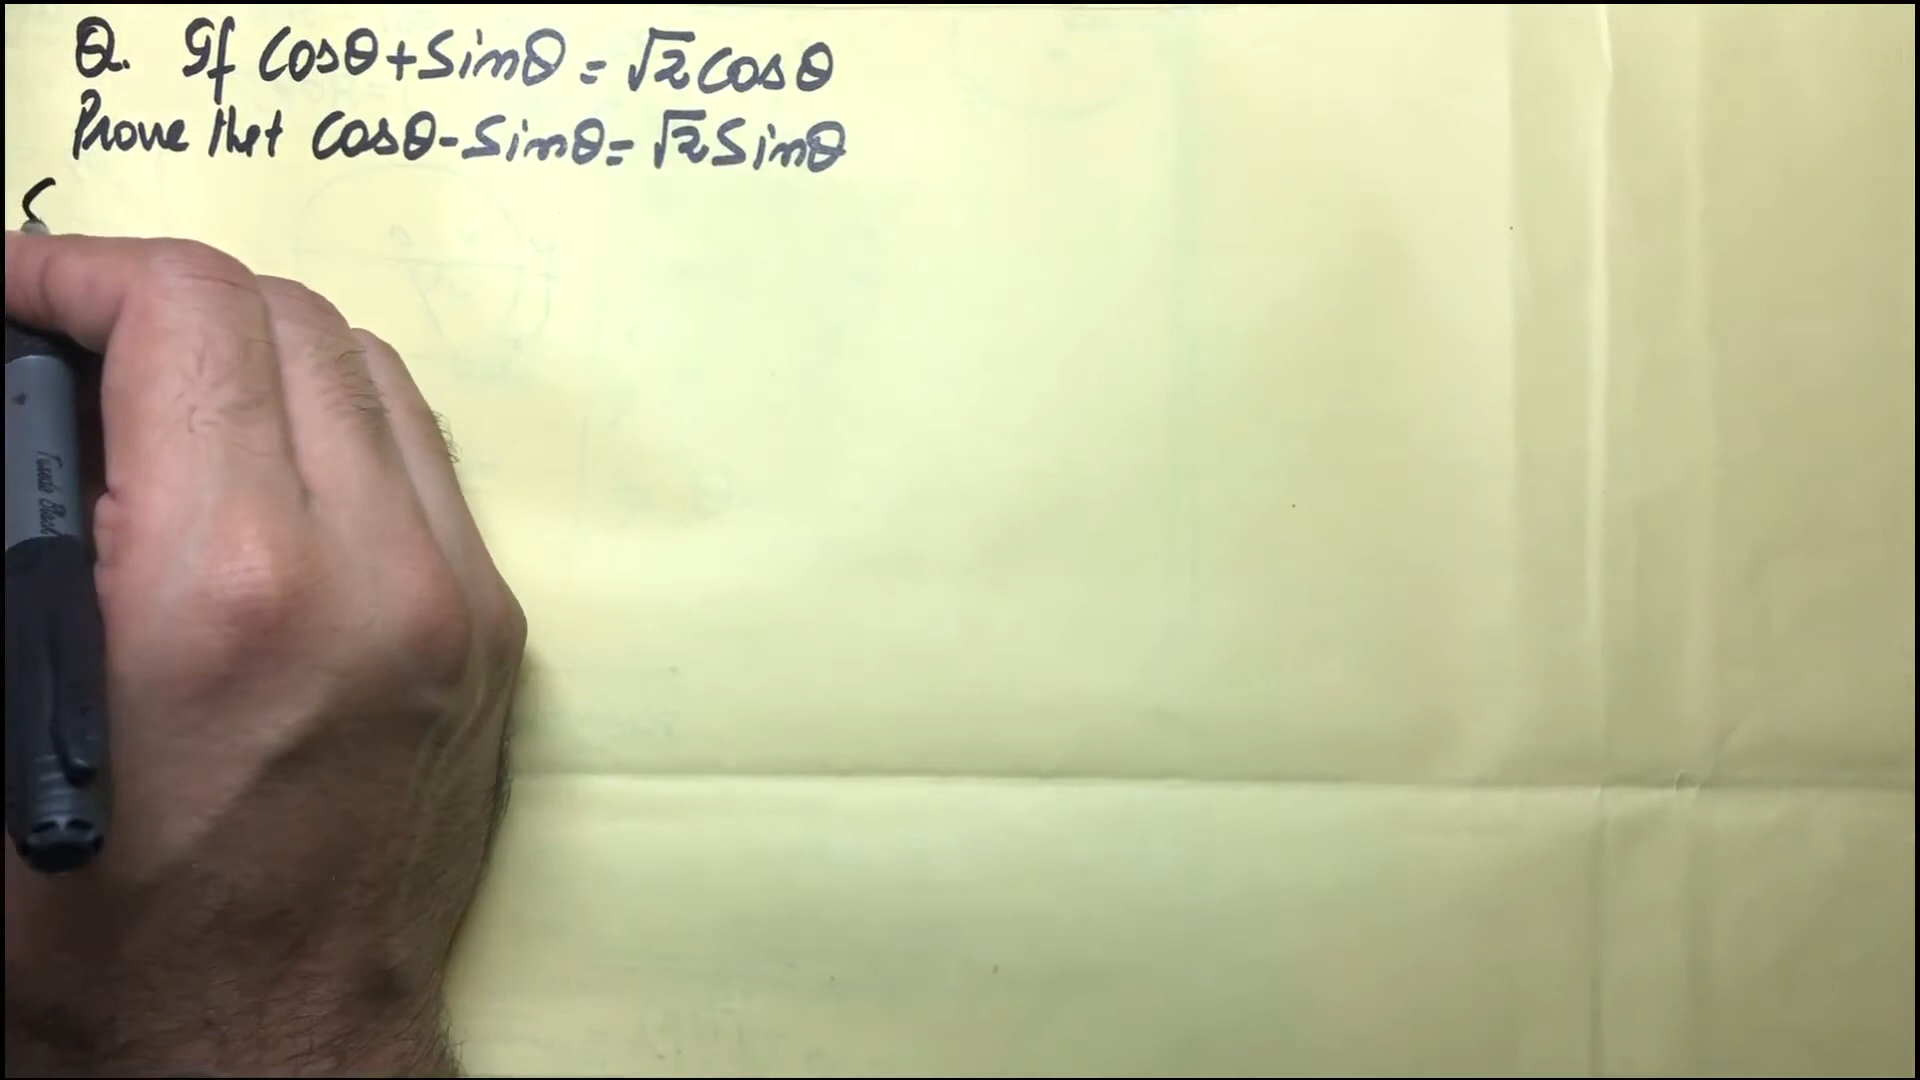 Q. If Cosθ+Sinθ = √2 Cosθ
Prove that Cosθ-Sinθ= √2 Sinθ